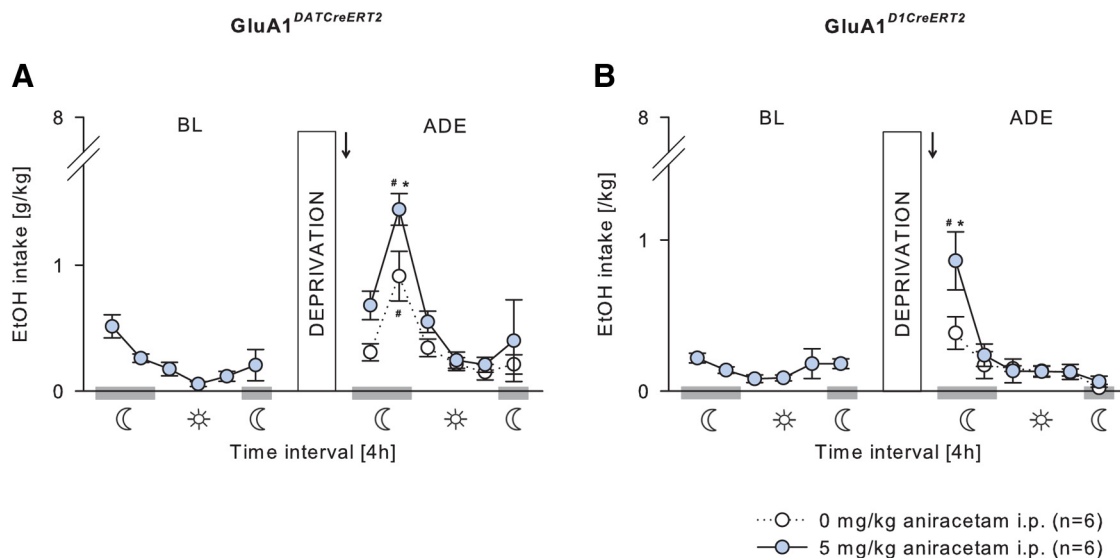 GluA1DATCreERT2
GluA1D1CreERT2
A
B
8
BL
ADE
# *
#
1
0
EtOH intake [g/kg]
DEPRIVATION
Time interval [4h]
8
BL
ADE
# *
1
0
EtOH intake [/kg]
DEPRIVATION
Time interval [4h]
0 mg/kg aniracetam i.p. (n=6)
5 mg/kg aniracetam i.p. (n=6)